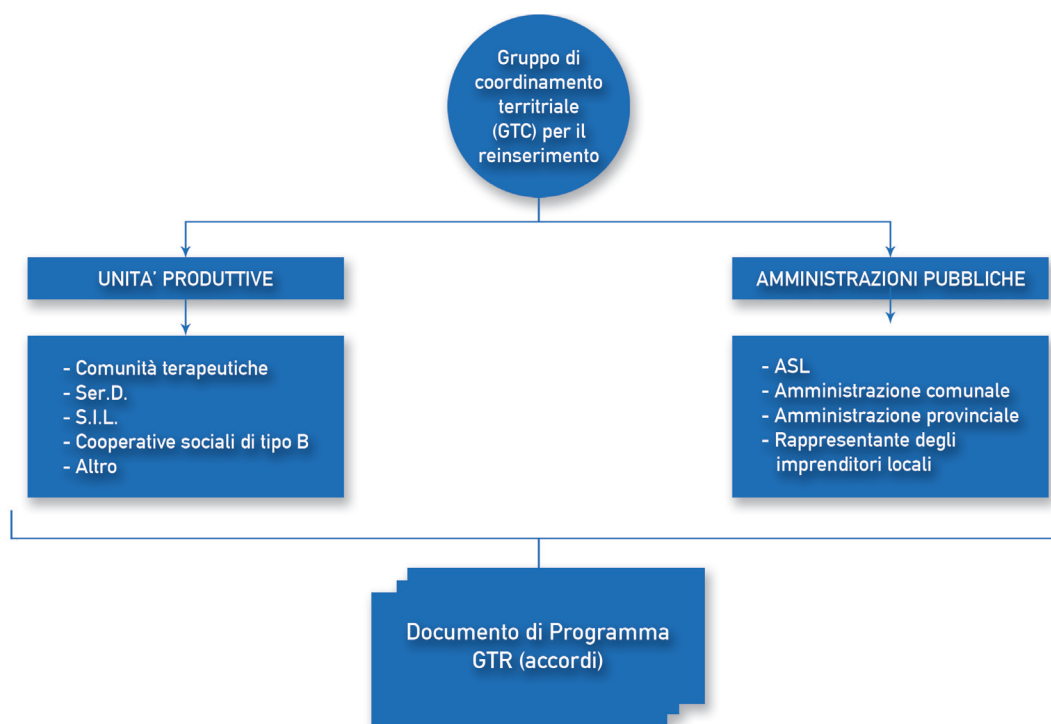 Gruppo di
coordinamento
territriale
(GTC) per il
reinserimento
UNITA' PRODUTTIVE
AMMINISTRAZIONI PUBBLICHE
- Comunità terapeutiche
- Ser.D.
- S.I.L.
- Cooperative sociali di tipo B
- Altro
- ASL
- Amministrazione comunale
- Amministrazione provinciale
- Rappresentante degli
imprenditori locali
Documento di Programma
GTR (accordi)